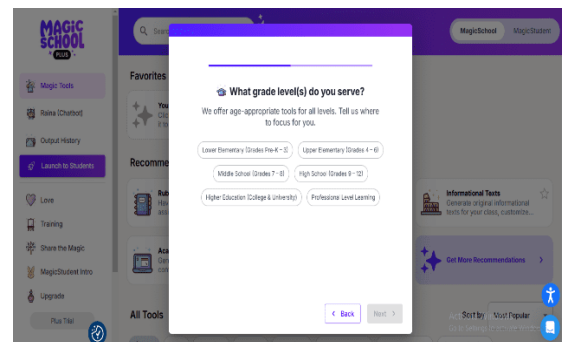 MAGIC
SCHOOL
PLUS
Magic Tools
Raina (Chatbot)
Output History
Launch to Students
Love
Training
Share the Magic
MagicStudent Intro
Upgrade
Plus Trial
MagicSchool
MagicStudent
Favorites
Recomme
All Tools
What grade level(s) do you serve?
We offer age-appropriate tools for all levels. Tell us where
to focus for you.
Lower Elementary (Grades Pre-K - 3)
Upper Elementary (Grades 4 - 6)
Middle School (Grades 7 - 8)
High School (Grades 9 - 12)
Higher Education (College & University)
Professional Level Learning
Back
Next
Informational Texts
Generate original informational
texts for your class, customize...
Get More Recommendations
Sort by
Most Popular